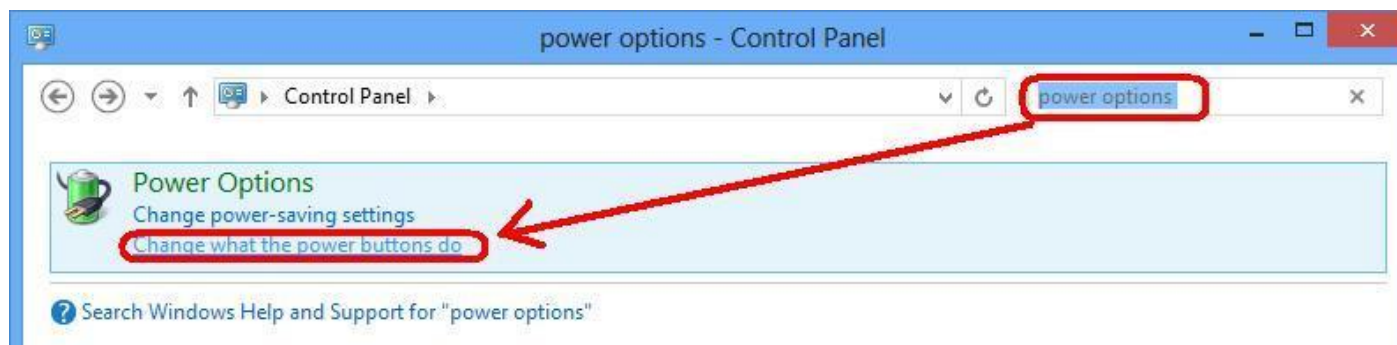 power options - Control Panel
Control Panel
power options
Power Options
Change power-saving settings
Change what the power buttons do
Search Windows Help and Support for "power options"